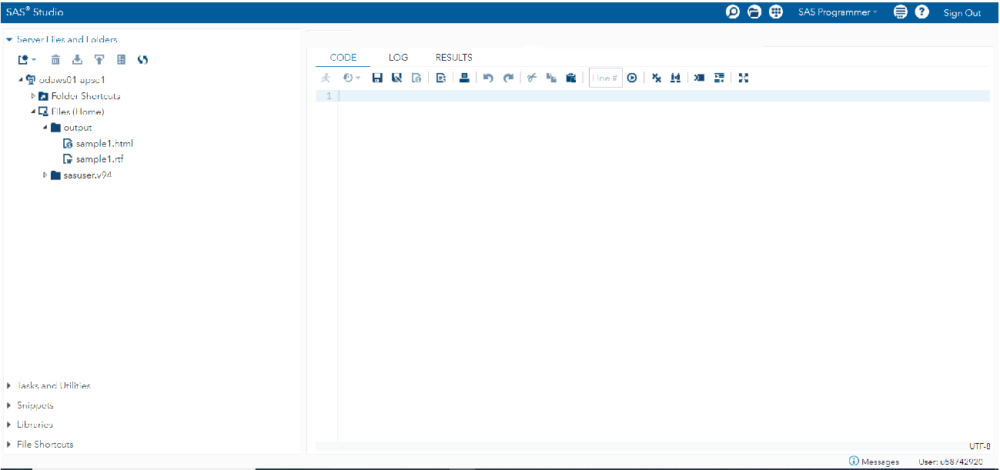 SAS® Studio
SAS Programmer
Sign Out
Server Files and Folders
odaws01-apse1
Folder Shortcuts
Files (Home)
output
sample1.html
sample1.rtf
sasuser.v94
Tasks and Utilities
Snippets
Libraries
File Shortcuts
CODE LOG RESULTS
Line #
1
UTF-8
Messages User: u58742920